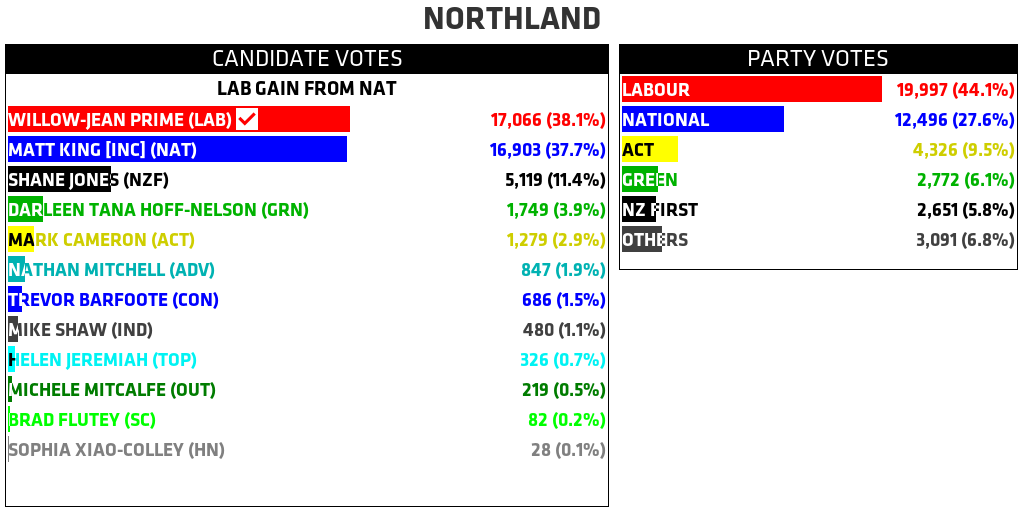 NORTHLAND
CANDIDATE VOTES
LAB GAIN FROM NAT
WILLOW-JEAN PRIME (LAB) 17,066 (38.1%)
MATT KING [INC] (NAT) 16,903 (37.7%)
SHANE JONES (NZF) 5,119 (11.4%)
DARLEEN TANA HOFF-NELSON (GRN) 1,749 (3.9%)
MARK CAMERON (ACT) 1,279 (2.9%)
NATHAN MITCHELL (ADV) 847 (1.9%)
TREVOR BARFOOTE (CON) 686 (1.5%)
MIKE SHAW (IND) 480 (1.1%)
HELEN JEREMIAH (TOP) 326 (0.7%)
MICHELE MITCALFE (OUT) 219 (0.5%)
BRAD FLUTEY (SC) 82 (0.2%)
SOPHIA XIAO-COLLEY (HN) 28 (0.1%)
PARTY VOTES
LABOUR 19,997 (44.1%)
NATIONAL 12,496 (27.6%)
ACT 4,326 (9.5%)
GREEN 2,772 (6.1%)
NZ FIRST 2,651 (5.8%)
OTHERS 3,091 (6.8%)